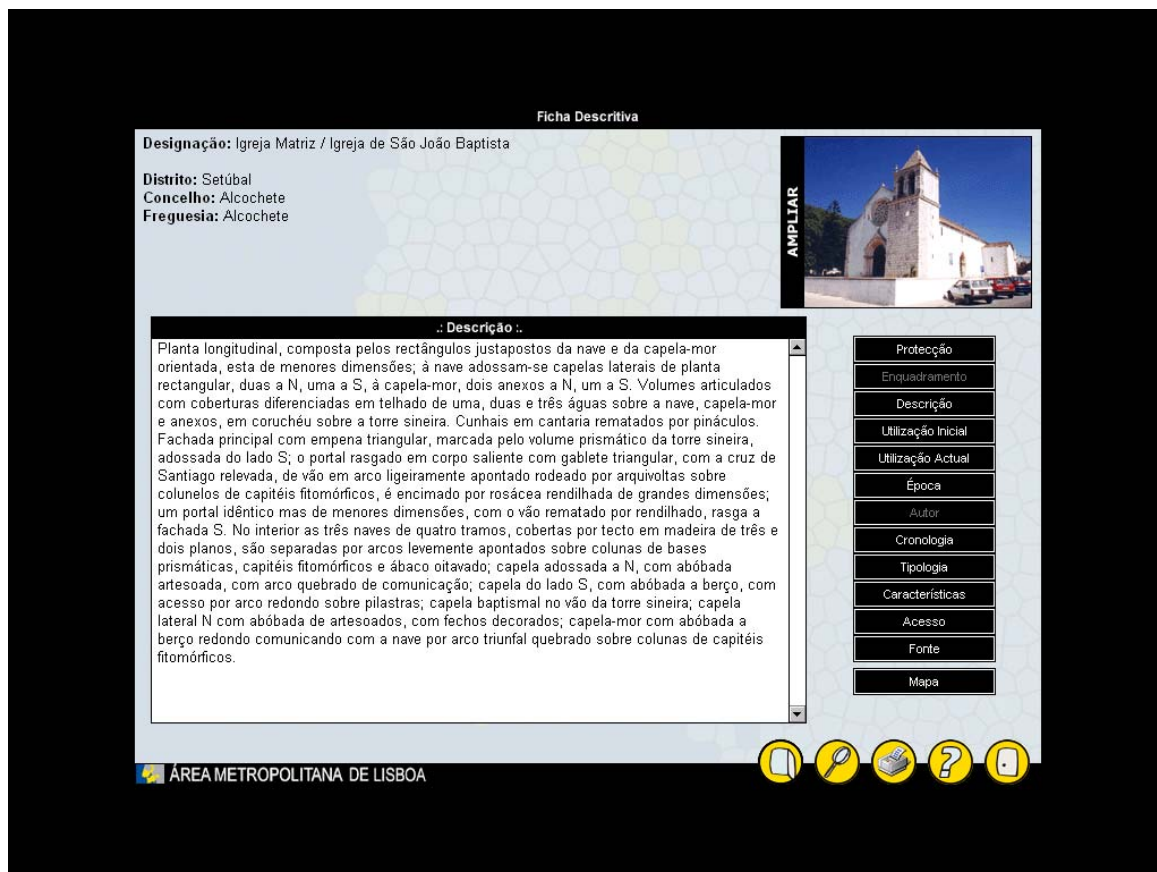 Ficha Descritiva
Designação: Igreja Matriz / Igreja de São João Baptista
Distrito: Setúbal
Concelho: Alcochete
Freguesia: Alcochete
AMPLIAR
.: Descrição :.
Planta longitudinal, composta pelos rectângulos justapostos da nave e da capela-mor
orientada, esta de menores dimensões; à nave adossam-se capelas laterais de planta
rectangular, duas a N, uma a S, à capela-mor, dois anexos a N, um a S. Volumes articulados
com coberturas diferenciadas em telhado de uma, duas e três águas sobre a nave, capela-mor
e anexos, em coruchéu sobre a torre sineira. Cunhais em cantaria rematados por pináculos.
Fachada principal com empena triangular, marcada pelo volume prismático da torre sineira,
adossada do lado S; o portal rasgado em corpo saliente com gablete triangular, com a cruz de
Santiago relevada, de vão em arco ligeiramente apontado rodeado por arquivoltas sobre
colunelos de capitéis fitomórficos, é encimado por rosácea rendilhada de grandes dimensões;
um portal idêntico mas de menores dimensões, com o vão rematado por rendilhado, rasga a
fachada S. No interior as três naves de quatro tramos, cobertas por tecto em madeira de três e
dois planos, são separadas por arcos levemente apontados sobre colunas de bases
prismáticas, capitéis fitomórficos e ábaco oitavado; capela adossada a N, com abóbada
artesoada, com arco quebrado de comunicação; capela do lado S, com abóbada a berço, com
acesso por arco redondo sobre pilastras; capela baptismal no vão da torre sineira; capela
lateral N com abóbada de artesoados, com fechos decorados; capela-mor com abóbada a
berço redondo comunicando com a nave por arco triunfal quebrado sobre colunas de capitéis
fitomórficos.
Protecção
Enquadramento
Descrição
Utilização Inicial
Utilização Actual
Época
Autor
Cronologia
Tipologia
Características
Acesso
Fonte
Mapa
ÁREA METROPOLITANA DE LISBOA
?